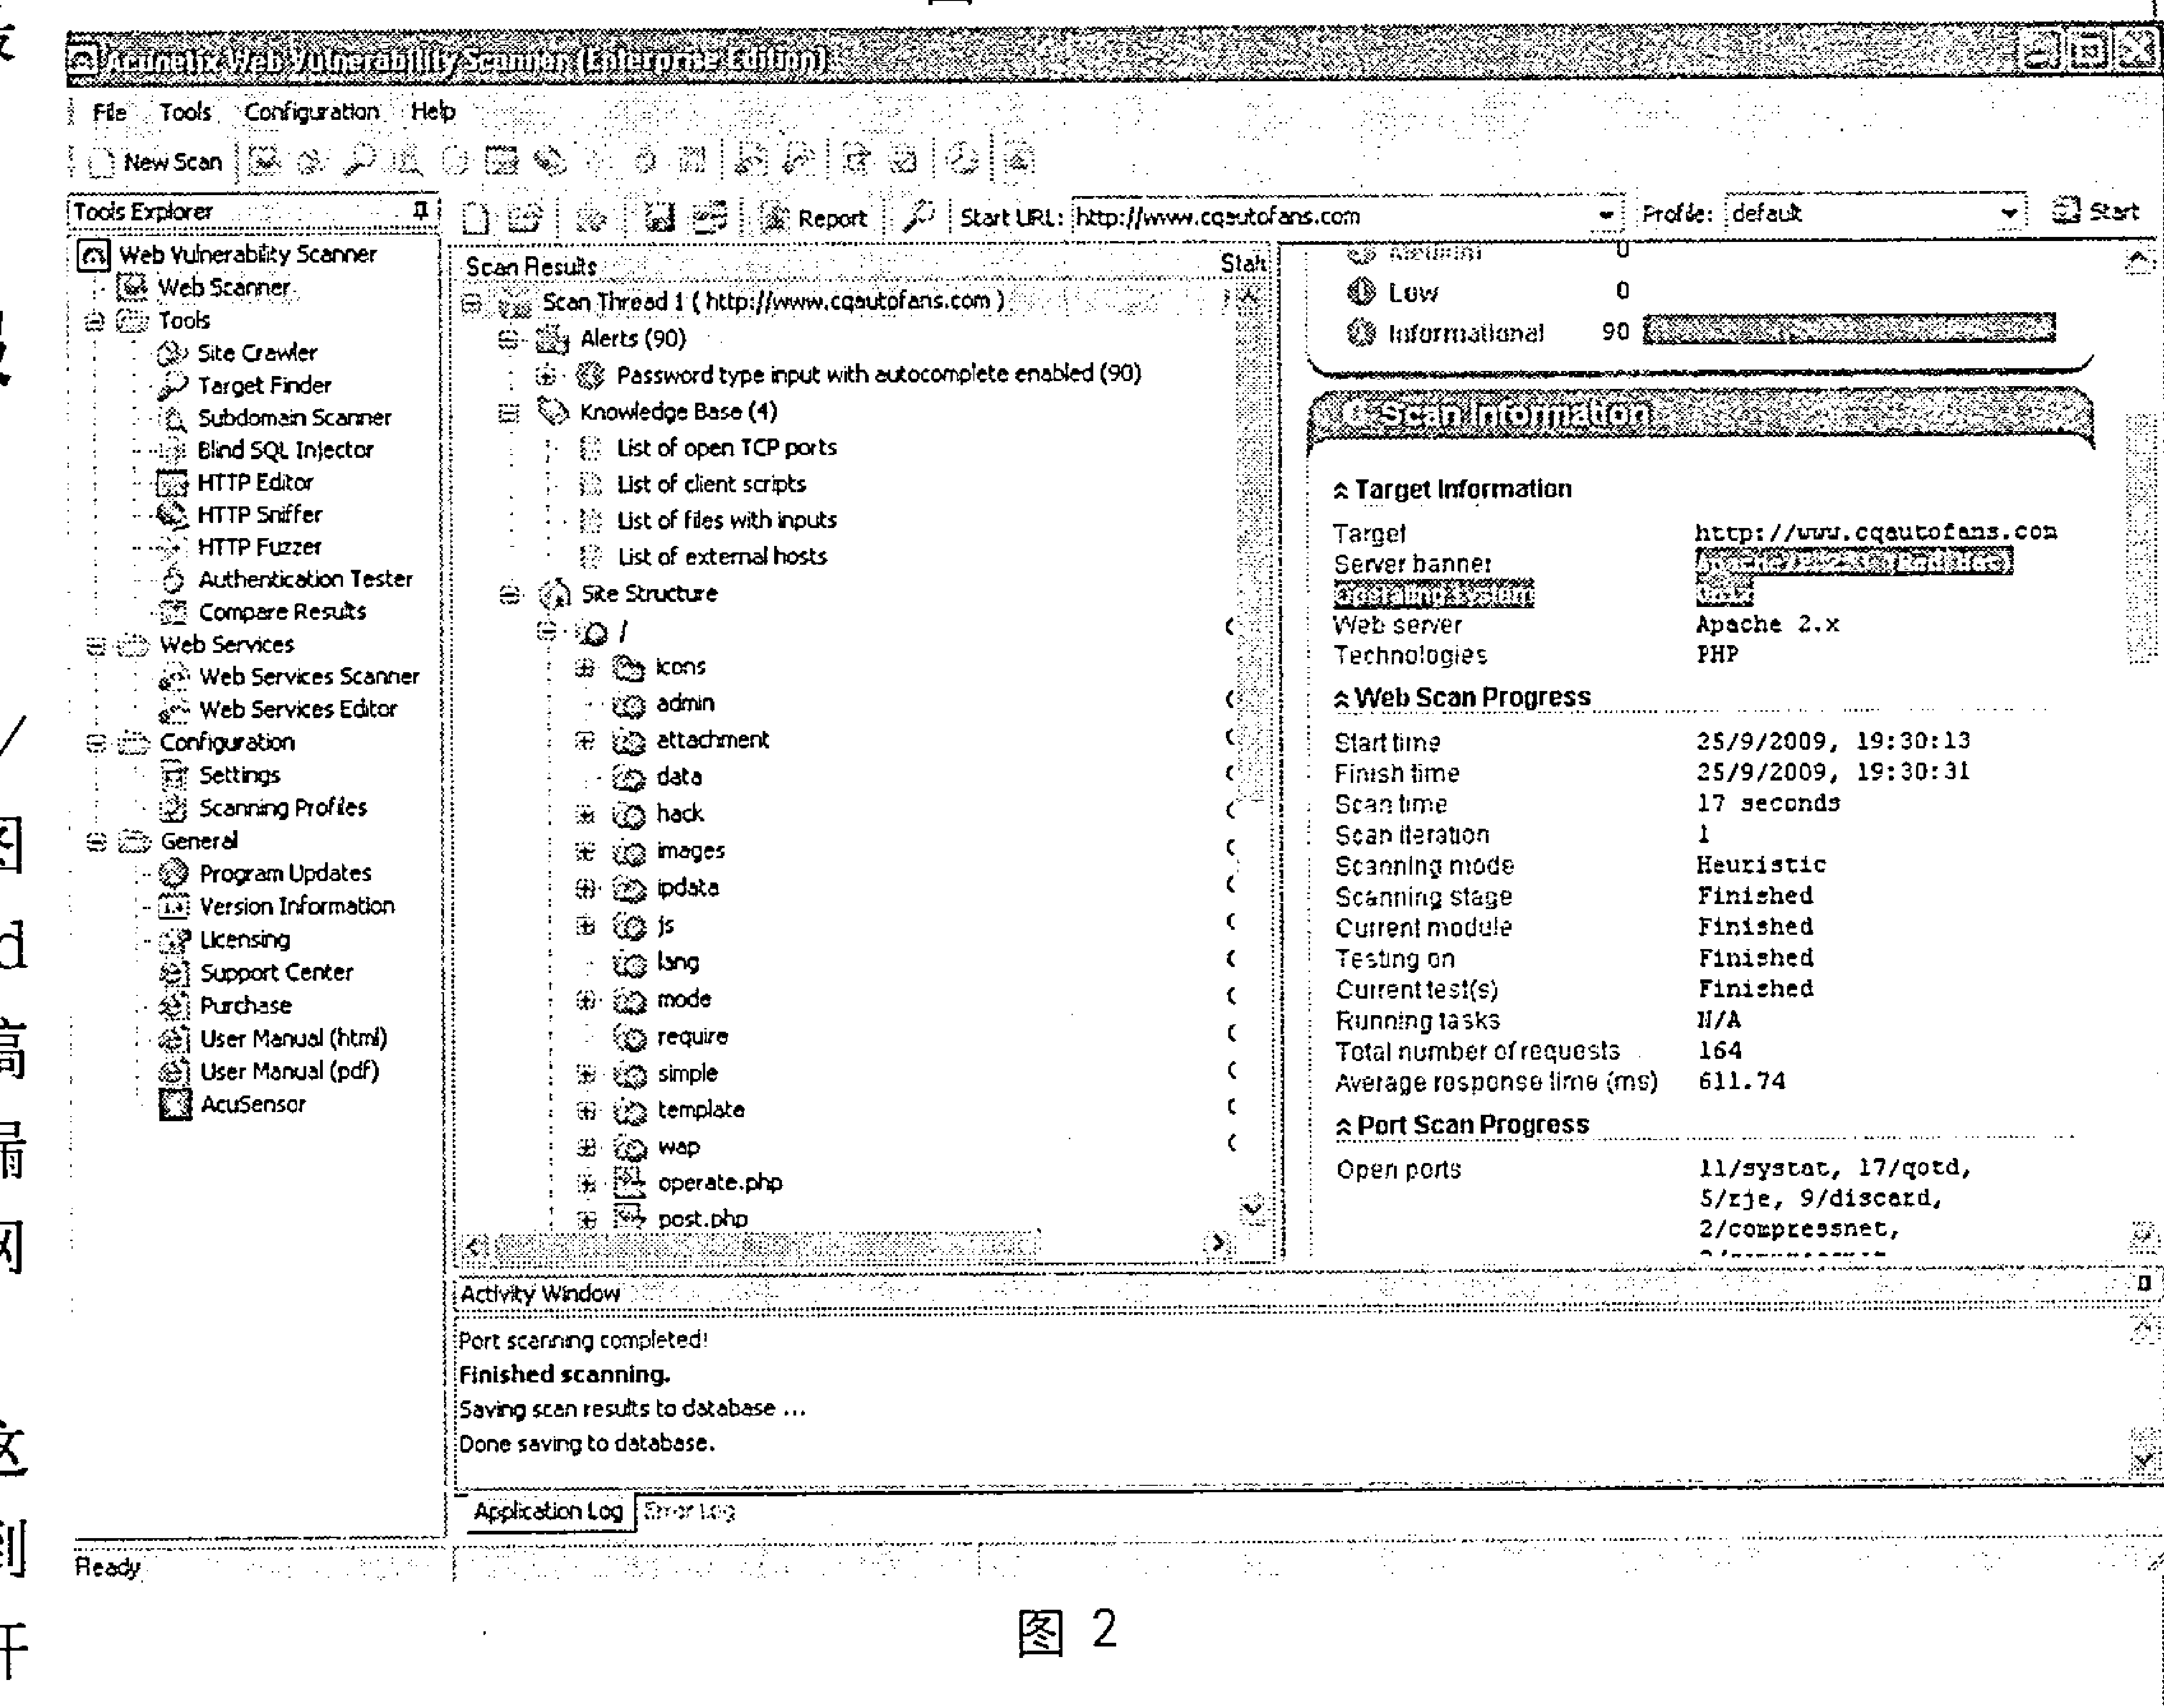 Acunetix Web Vulnerability Scanner (Enterprise Edition)
File Tools Configuration Help
New Scan
Tools Explorer
Report Start URL: http://www.cqautofans.com Profile: default Start
Web Vulnerability Scanner
Web Scanner
Tools
Site Crawler
Target Finder
Subdomain Scanner
Blind SQL Injector
HTTP Editor
HTTP Sniffer
HTTP Fuzzer
Authentication Tester
Compare Results
Web Services
Web Services Scanner
Web Services Editor
Configuration
Settings
Scanning Profiles
General
Program Updates
Version Information
Licensing
Support Center
Purchase
User Manual (html)
User Manual (pdf)
AcuSensor
Scan Results
Scan Thread 1 ( http://www.cqautofans.com )
Alerts (90)
Password type input with autocomplete enabled (90)
Knowledge Base (4)
List of open TCP ports
List of client scripts
List of files with inputs
List of external hosts
Site Structure
/
icons
admin
attachment
data
hack
images
ipdata
js
lang
mode
require
simple
template
wap
operate.php
post.php
Low 0
Informational 90
Scan Information
Target Information
Target http://www.cqautofans.com
Server banner
Operating system Unix
Web server Apache 2.x
Technologies PHP
Web Scan Progress
Start time 25/9/2009, 19:30:13
Finish time 25/9/2009, 19:30:31
Scan time 17 seconds
Scan iteration 1
Scanning mode Heuristic
Scanning stage Finished
Current module Finished
Testing on Finished
Current test(s) Finished
Running tasks N/A
Total number of requests 164
Average response time (ms) 611.74
Port Scan Progress
Open ports 11/systat, 17/qotd,
5/rje, 9/discard,
2/compressnet,
Activity Window
Port scanning completed!
Finished scanning.
Saving scan results to database ...
Done saving to database.
Application Log Error Log
Ready
图 2